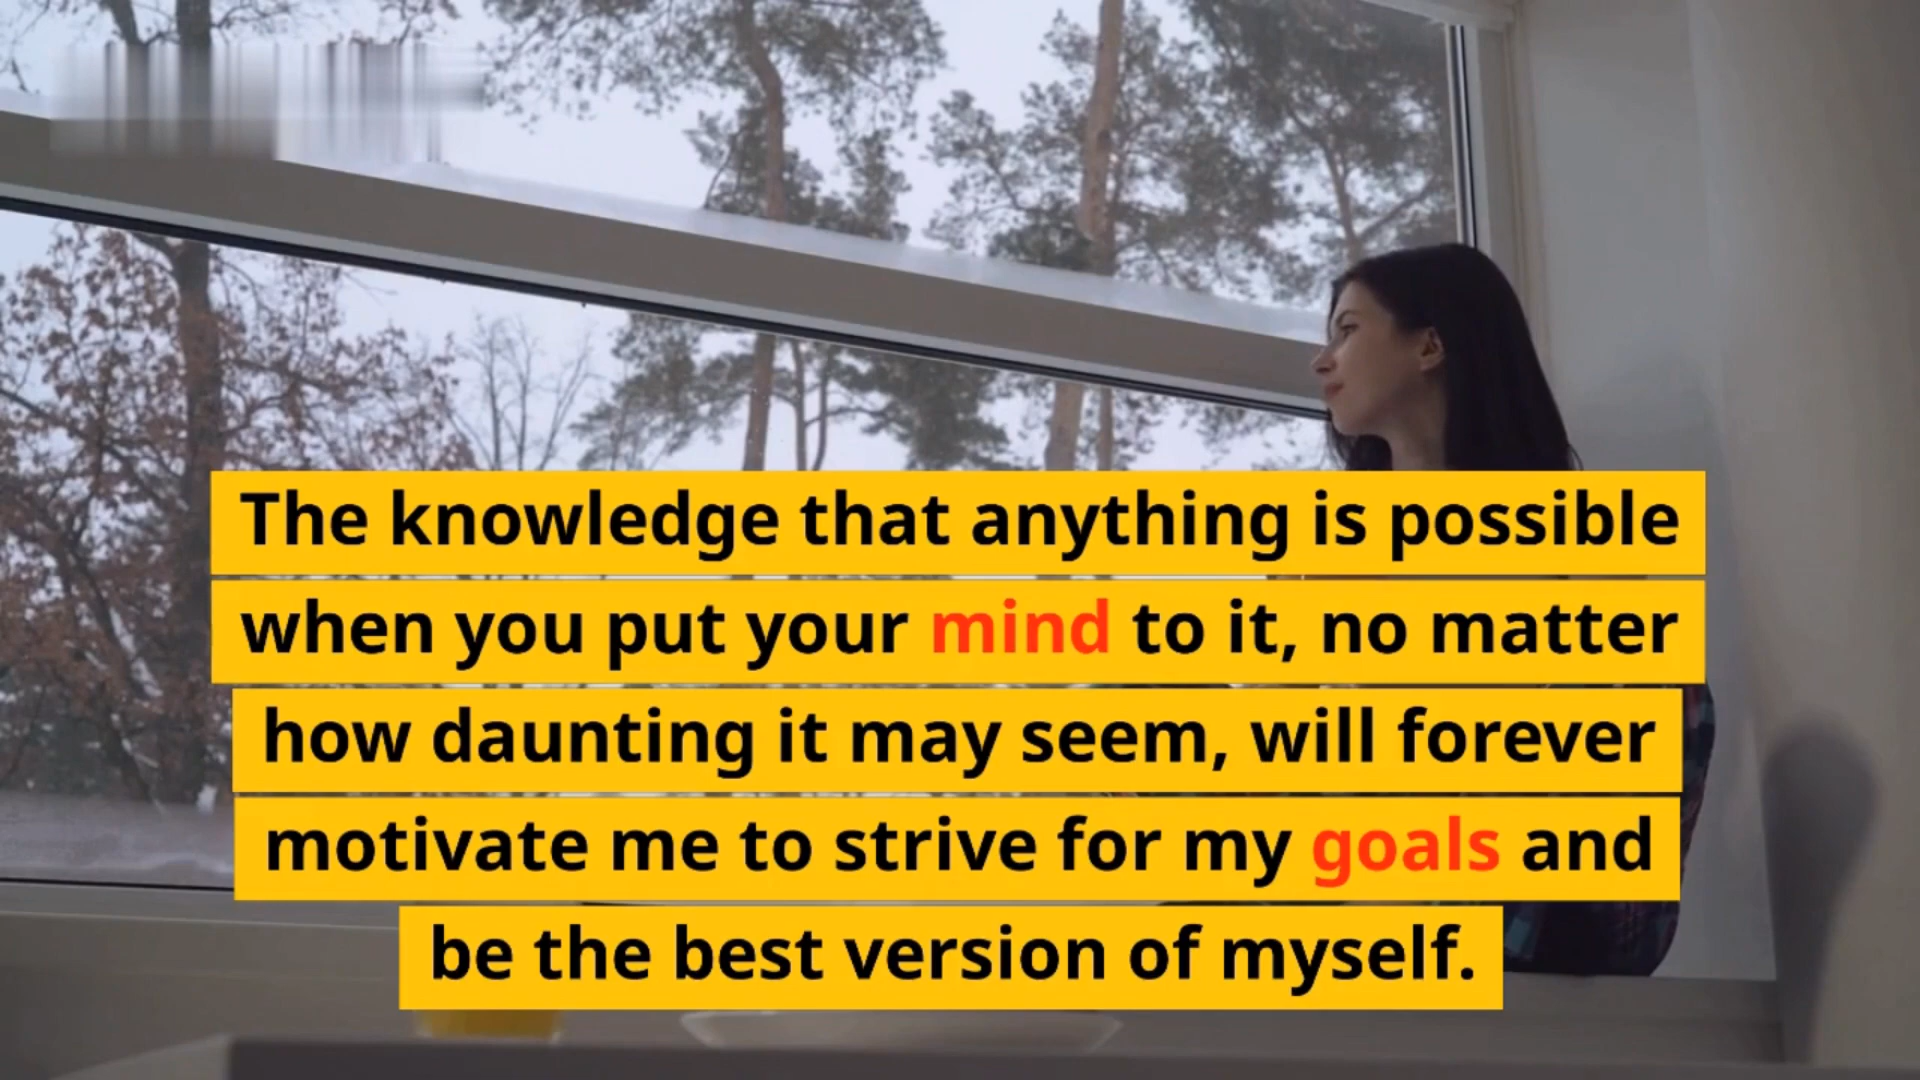 The knowledge that anything is possible
when you put your mind to it, no matter
how daunting it may seem, will forever
motivate me to strive for my goals and
be the best version of myself.